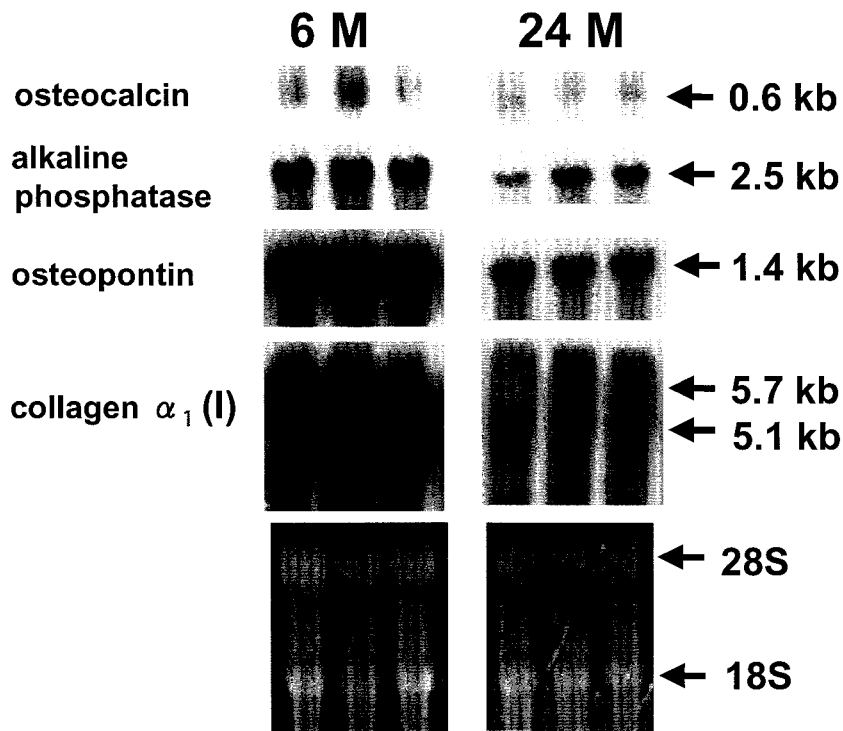 6 M 24 M
osteocalcin 0.6 kb
alkaline
phosphatase 2.5 kb
osteopontin 1.4 kb
5.7 kb
collagen α₁ (I)
5.1 kb
28S
18S